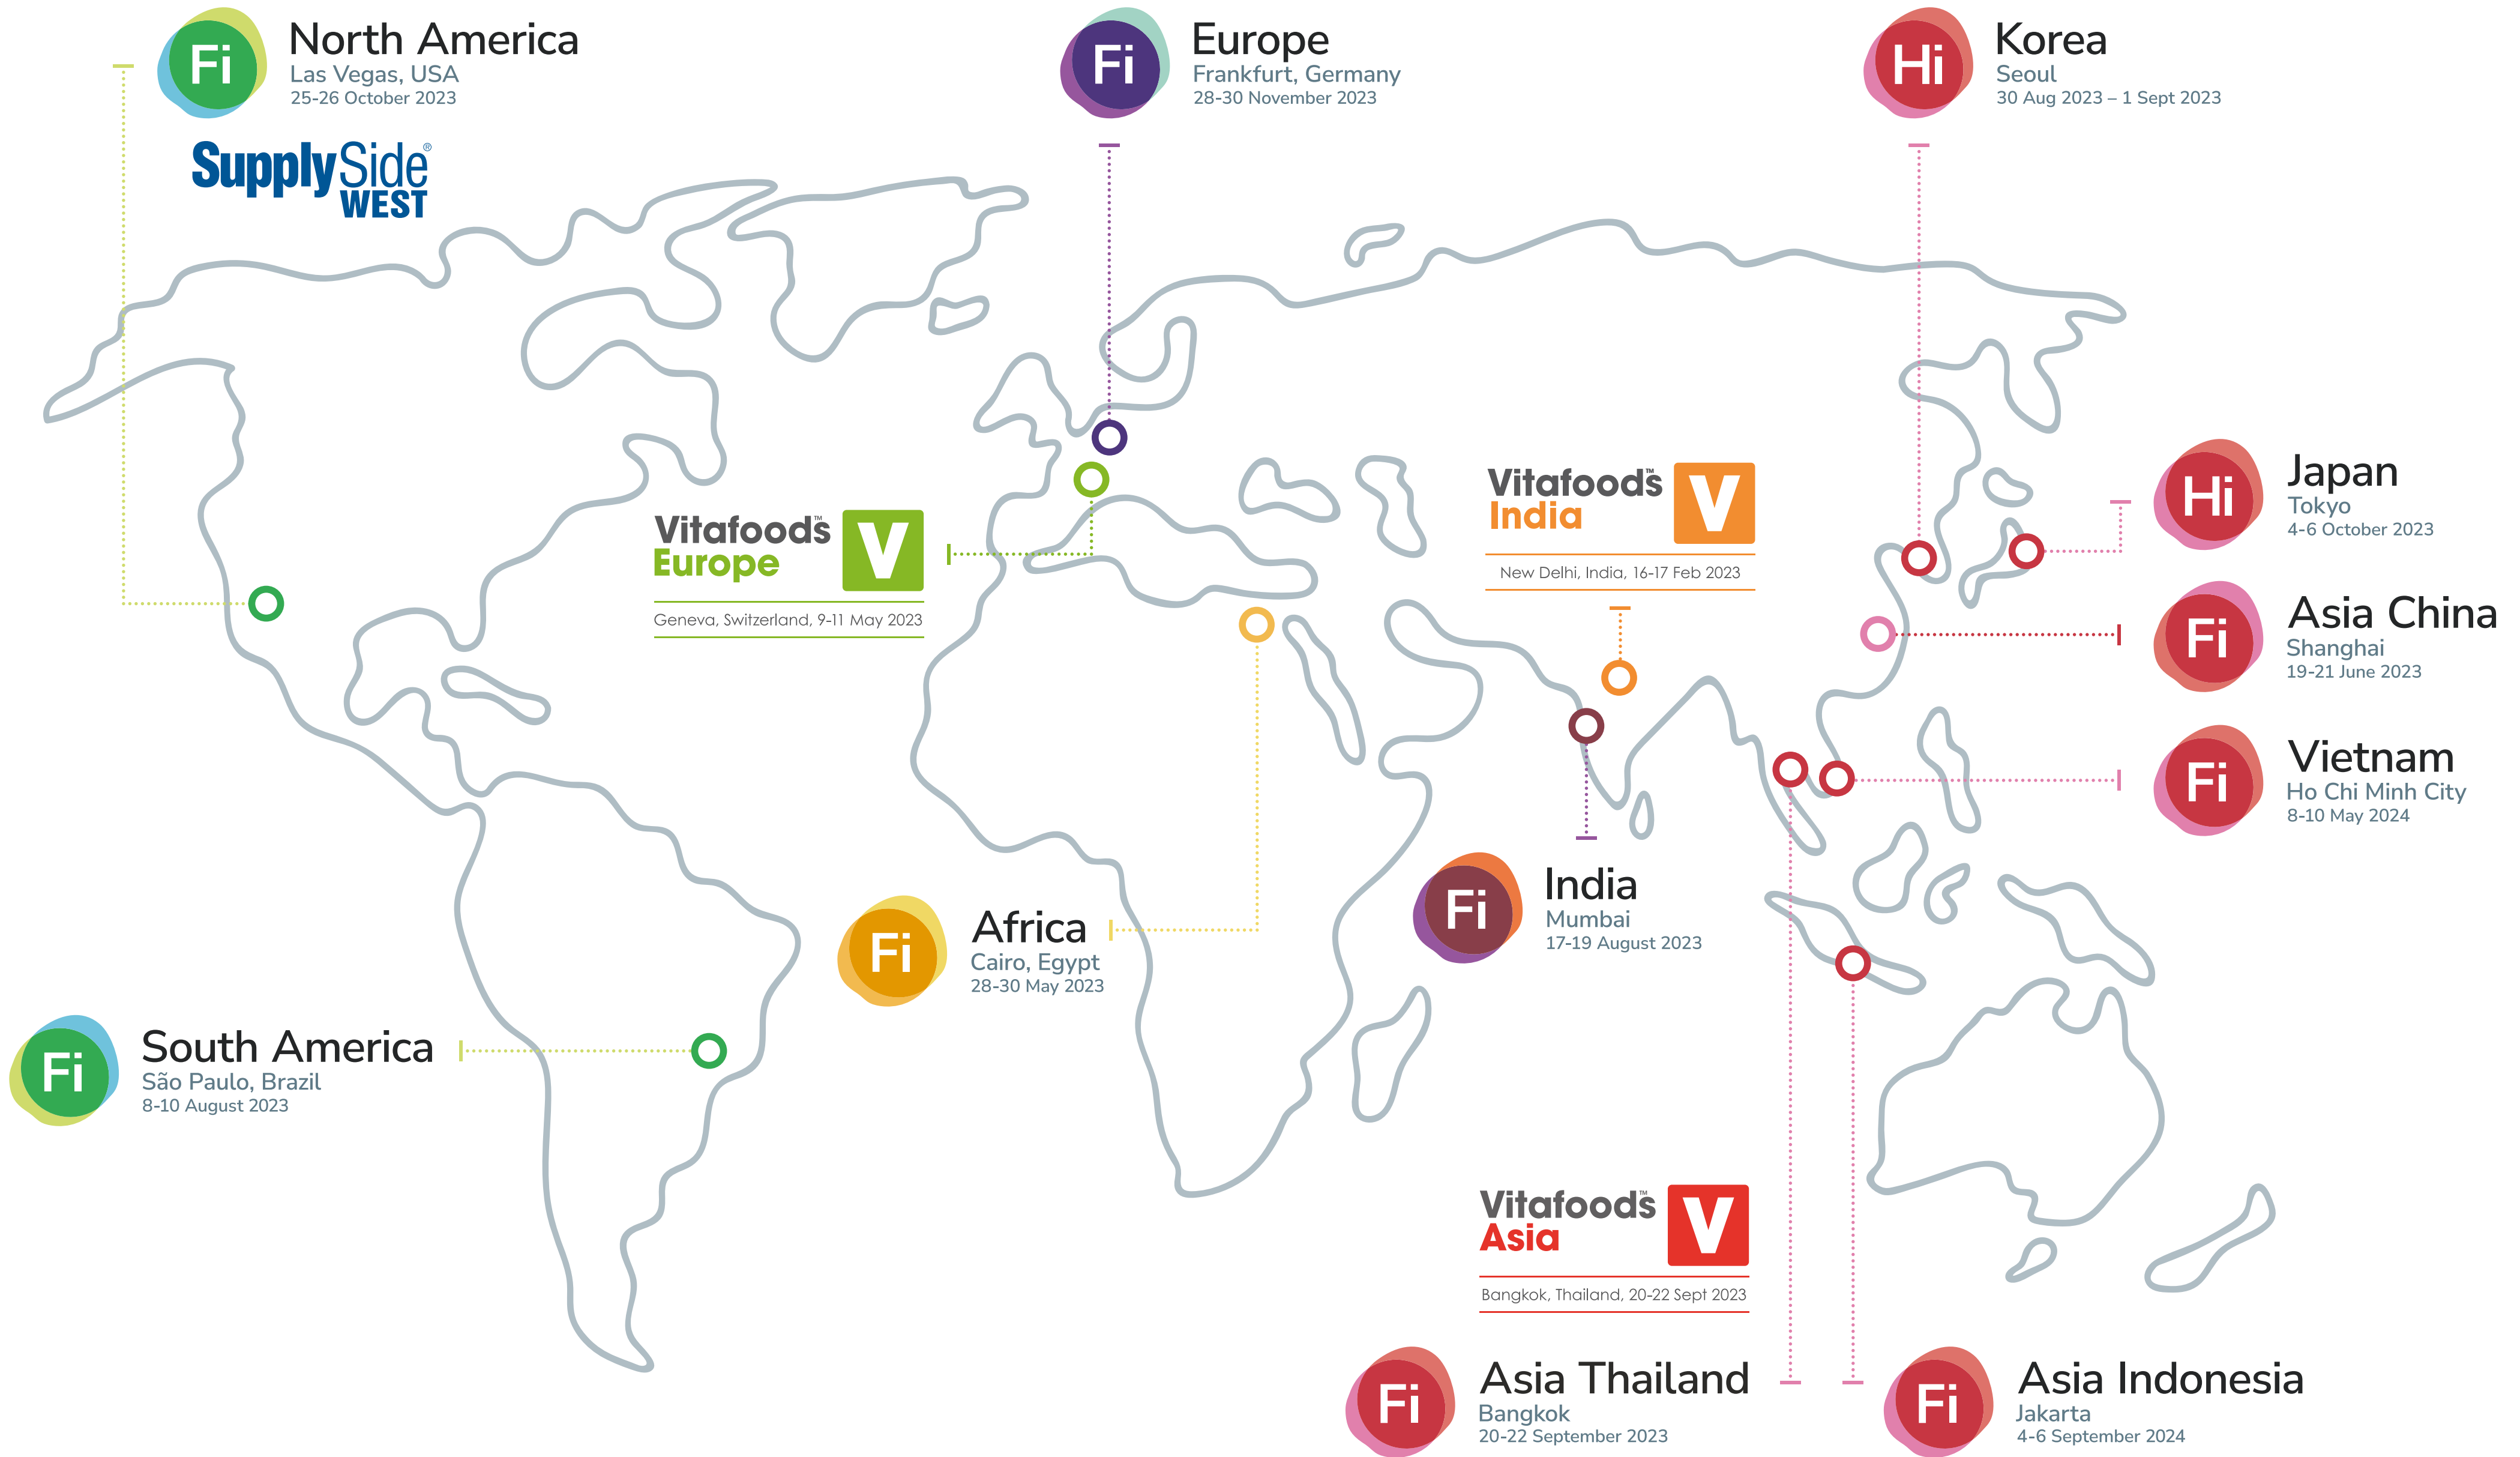 Fi
North America
Las Vegas, USA
25-26 October 2023
SupplySide®
WEST
Fi
Europe
Frankfurt, Germany
28-30 November 2023
Hi
Korea
Seoul
30 Aug 2023 – 1 Sept 2023
Vitafoods™
Europe
V
Geneva, Switzerland, 9-11 May 2023
Vitafoods™
India
V
New Delhi, India, 16-17 Feb 2023
Hi
Japan
Tokyo
4-6 October 2023
Fi
Asia China
Shanghai
19-21 June 2023
Fi
Vietnam
Ho Chi Minh City
8-10 May 2024
Fi
Africa
Cairo, Egypt
28-30 May 2023
Fi
India
Mumbai
17-19 August 2023
Fi
South America
São Paulo, Brazil
8-10 August 2023
Vitafoods™
Asia
V
Bangkok, Thailand, 20-22 Sept 2023
Fi
Asia Thailand
Bangkok
20-22 September 2023
Fi
Asia Indonesia
Jakarta
4-6 September 2024